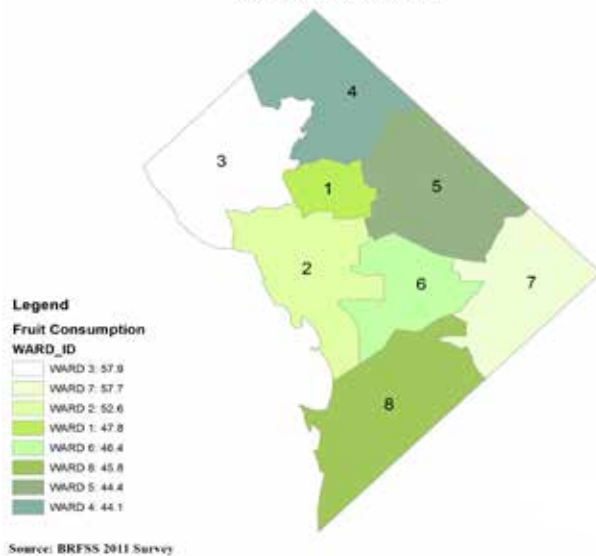 4
3
1
5
2
6
7
8
Legend
Fruit Consumption
WARD_ID
WARD 3: 57.9
WARD 7: 57.7
WARD 2: 52.6
WARD 1: 47.8
WARD 6: 46.4
WARD 8: 45.8
WARD 5: 44.4
WARD 4: 44.1
Source: BRFSS 2011 Survey